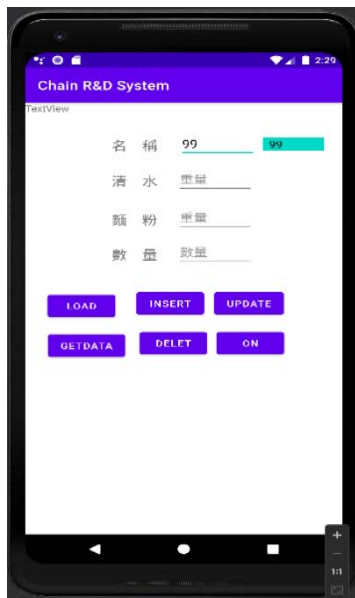 2:29
Chain R&D System
TextView
名 稱 99 99
清 水 重量
麵 粉 重量
數 量 數量
LOAD INSERT UPDATE
GETDATA DELET ON
1:1